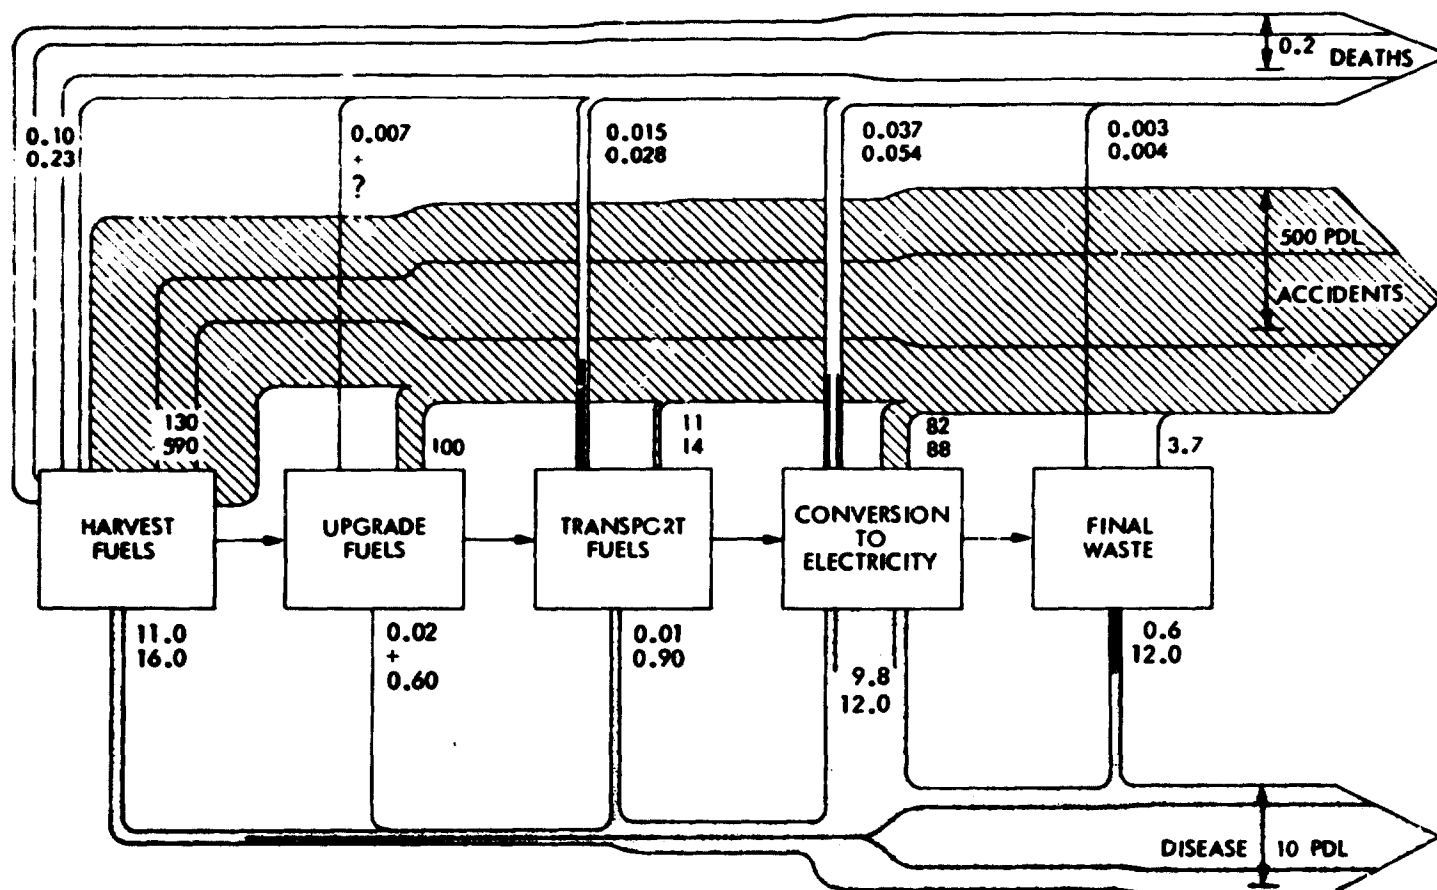 0.2
DEATHS
0.10
0.23
0.007
+
?
0.015
0.028
0.037
0.054
0.003
0.004
500 PDL
ACCIDENTS
130
590
100
11
14
82
88
3.7
HARVEST
FUELS
UPGRADE
FUELS
TRANSPORT
FUELS
CONVERSION
TO
ELECTRICITY
FINAL
WASTE
11.0
16.0
0.02
+
0.60
0.01
0.90
9.8
12.0
0.6
12.0
DISEASE
10 PDL